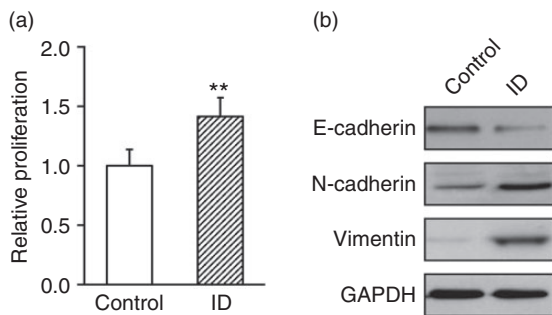 (a)
2.0
1.5
1.0
0.5
0.0
Relative proliferation
**
Control
ID
(b)
Control
ID
E-cadherin
N-cadherin
Vimentin
GAPDH